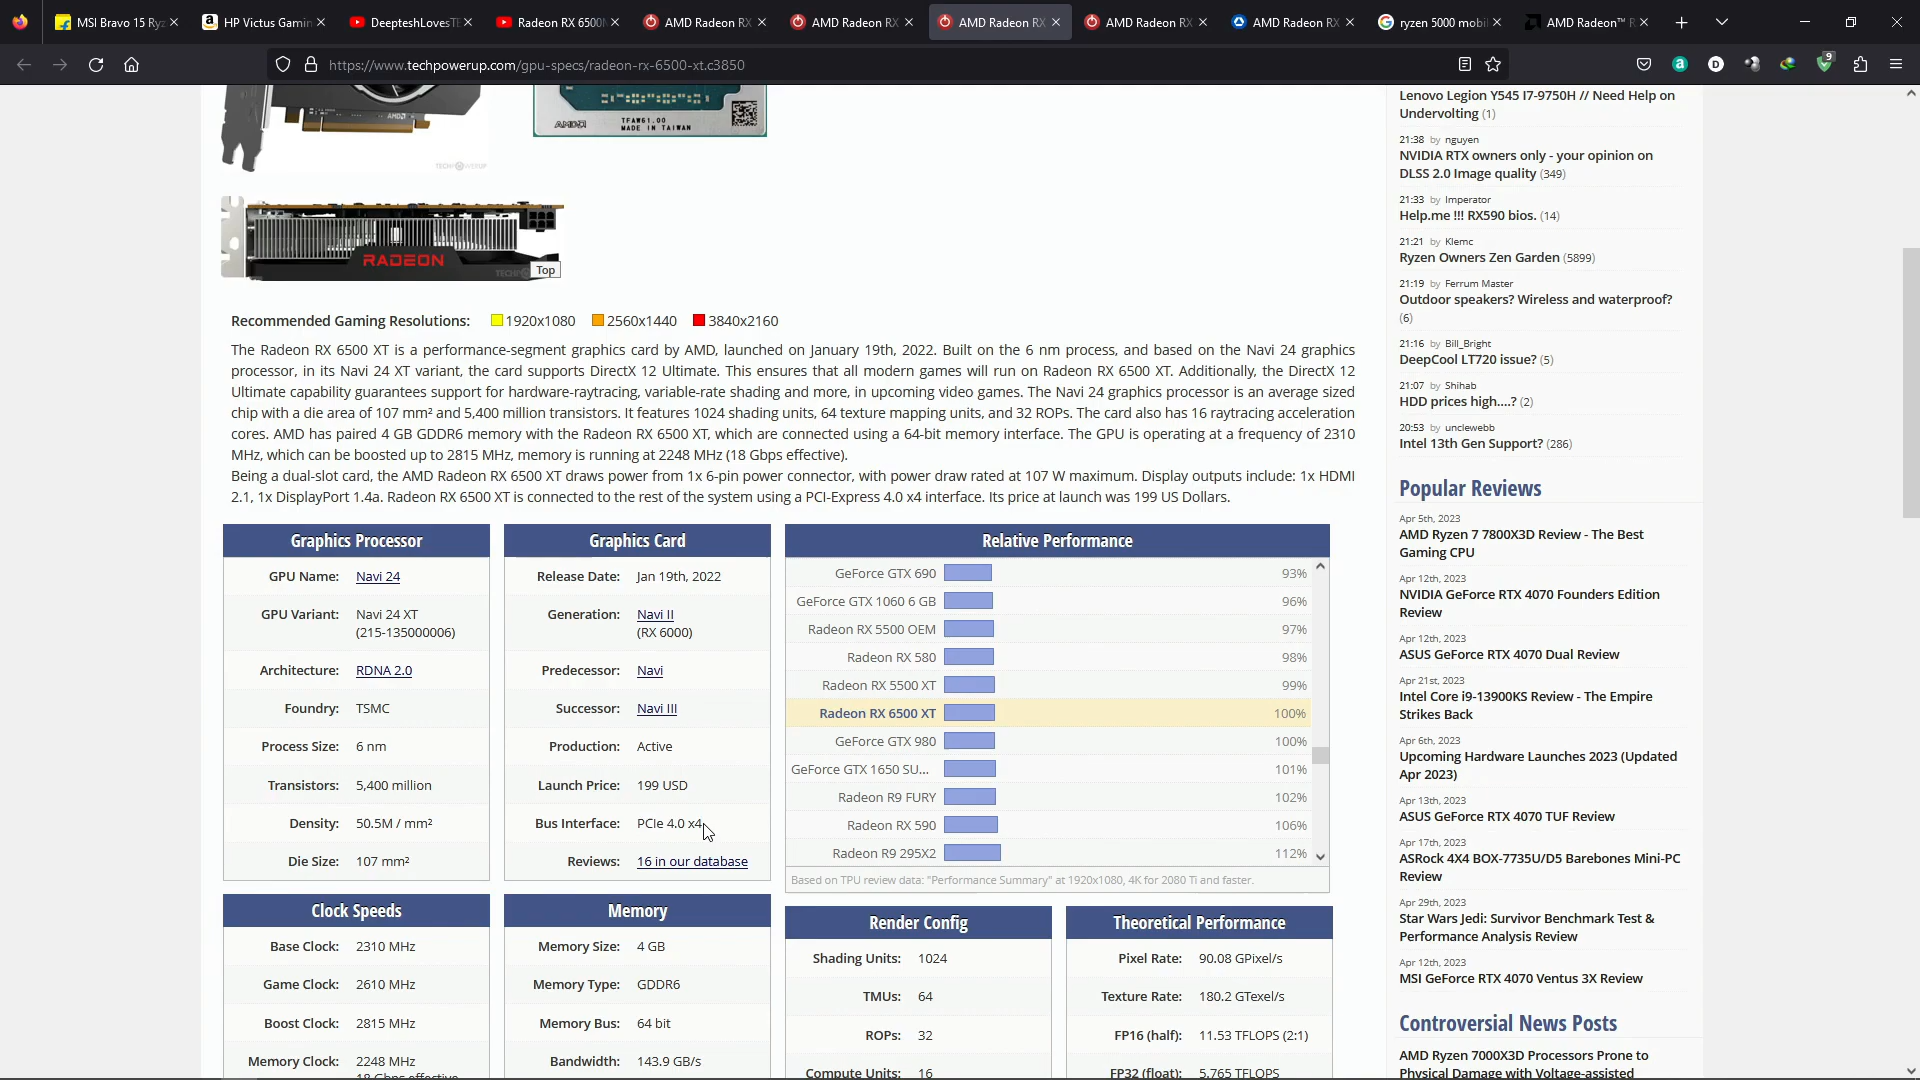 MSI Bravo 15 Ryz
HP Victus Gamin
DeepteshLovesTE
Radeon RX 6500M
AMD Radeon RX
AMD Radeon RX
AMD Radeon RX
AMD Radeon RX
AMD Radeon RX
ryzen 5000 mobil
AMD Radeon™ R
https://www.techpowerup.com/gpu-specs/radeon-rx-6500-xt.c3850
9
AMD
TFAW61.00
MADE IN TAIWAN
AMD
TECHPOWERUP
RADEON
Top
Recommended Gaming Resolutions: 1920x1080 2560x1440 3840x2160
The Radeon RX 6500 XT is a performance-segment graphics card by AMD, launched on January 19th, 2022. Built on the 6 nm process, and based on the Navi 24 graphics
processor, in its Navi 24 XT variant, the card supports DirectX 12 Ultimate. This ensures that all modern games will run on Radeon RX 6500 XT. Additionally, the DirectX 12
Ultimate capability guarantees support for hardware-raytracing, variable-rate shading and more, in upcoming video games. The Navi 24 graphics processor is an average sized
chip with a die area of 107 mm² and 5,400 million transistors. It features 1024 shading units, 64 texture mapping units, and 32 ROPs. The card also has 16 raytracing acceleration
cores. AMD has paired 4 GB GDDR6 memory with the Radeon RX 6500 XT, which are connected using a 64-bit memory interface. The GPU is operating at a frequency of 2310
MHz, which can be boosted up to 2815 MHz, memory is running at 2248 MHz (18 Gbps effective).
Being a dual-slot card, the AMD Radeon RX 6500 XT draws power from 1x 6-pin power connector, with power draw rated at 107 W maximum. Display outputs include: 1x HDMI
2.1, 1x DisplayPort 1.4a. Radeon RX 6500 XT is connected to the rest of the system using a PCI-Express 4.0 x4 interface. Its price at launch was 199 US Dollars.
Graphics Processor
GPU Name: Navi 24
GPU Variant: Navi 24 XT
(215-135000006)
Architecture: RDNA 2.0
Foundry: TSMC
Process Size: 6 nm
Transistors: 5,400 million
Density: 50.5M / mm²
Die Size: 107 mm²
Graphics Card
Release Date: Jan 19th, 2022
Generation: Navi II
(RX 6000)
Predecessor: Navi
Successor: Navi III
Production: Active
Launch Price: 199 USD
Bus Interface: PCIe 4.0 x4
Reviews: 16 in our database
Relative Performance
GeForce GTX 690 93%
GeForce GTX 1060 6 GB 96%
Radeon RX 5500 OEM 97%
Radeon RX 580 98%
Radeon RX 5500 XT 99%
Radeon RX 6500 XT 100%
GeForce GTX 980 100%
GeForce GTX 1650 SU... 101%
Radeon R9 FURY 102%
Radeon RX 590 106%
Radeon R9 295X2 112%
Based on TPU review data: "Performance Summary" at 1920x1080, 4K for 2080 Ti and faster.
Clock Speeds
Base Clock: 2310 MHz
Game Clock: 2610 MHz
Boost Clock: 2815 MHz
Memory Clock: 2248 MHz
18 Gbps effective
Memory
Memory Size: 4 GB
Memory Type: GDDR6
Memory Bus: 64 bit
Bandwidth: 143.9 GB/s
Render Config
Shading Units: 1024
TMUs: 64
ROPs: 32
Compute Units: 16
Theoretical Performance
Pixel Rate: 90.08 GPixel/s
Texture Rate: 180.2 GTexel/s
FP16 (half): 11.53 TFLOPS (2:1)
FP32 (float): 5.765 TFLOPS
Lenovo Legion Y545 I7-9750H // Need Help on
Undervolting (1)
21:38 by nguyen
NVIDIA RTX owners only - your opinion on
DLSS 2.0 Image quality (349)
21:33 by Imperator
Help.me !!! RX590 bios. (14)
21:21 by Klemc
Ryzen Owners Zen Garden (5899)
21:19 by Ferrum Master
Outdoor speakers? Wireless and waterproof?
(6)
21:16 by Bill_Bright
DeepCool LT720 issue? (5)
21:07 by Shihab
HDD prices high....? (2)
20:53 by unclewebb
Intel 13th Gen Support? (286)
Popular Reviews
Apr 5th, 2023
AMD Ryzen 7 7800X3D Review - The Best
Gaming CPU
Apr 12th, 2023
NVIDIA GeForce RTX 4070 Founders Edition
Review
Apr 12th, 2023
ASUS GeForce RTX 4070 Dual Review
Apr 21st, 2023
Intel Core i9-13900KS Review - The Empire
Strikes Back
Apr 6th, 2023
Upcoming Hardware Launches 2023 (Updated
Apr 2023)
Apr 13th, 2023
ASUS GeForce RTX 4070 TUF Review
Apr 17th, 2023
ASRock 4X4 BOX-7735U/D5 Barebones Mini-PC
Review
Apr 29th, 2023
Star Wars Jedi: Survivor Benchmark Test &
Performance Analysis Review
Apr 12th, 2023
MSI GeForce RTX 4070 Ventus 3X Review
Controversial News Posts
AMD Ryzen 7000X3D Processors Prone to
Physical Damage with Voltage-assisted